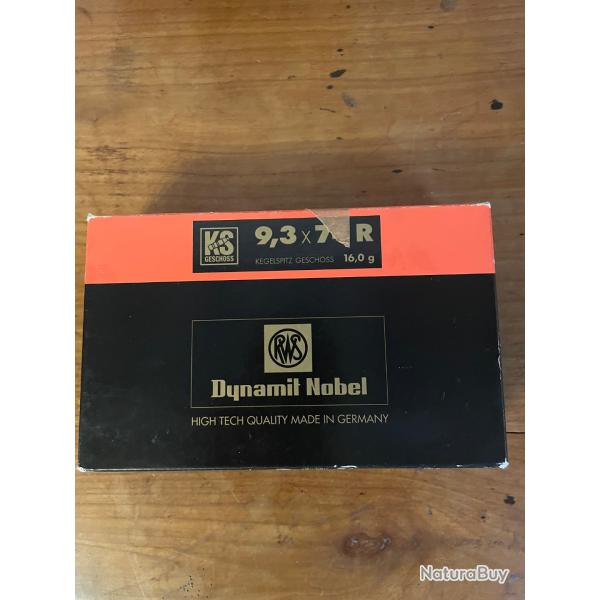 KS
GESCHOSS
9,3 x 7 R
KEGELSPITZ GESCHOSS 16,0 g
RWS
Dynamit Nobel
HIGH TECH QUALITY MADE IN GERMANY
NaturaBuy